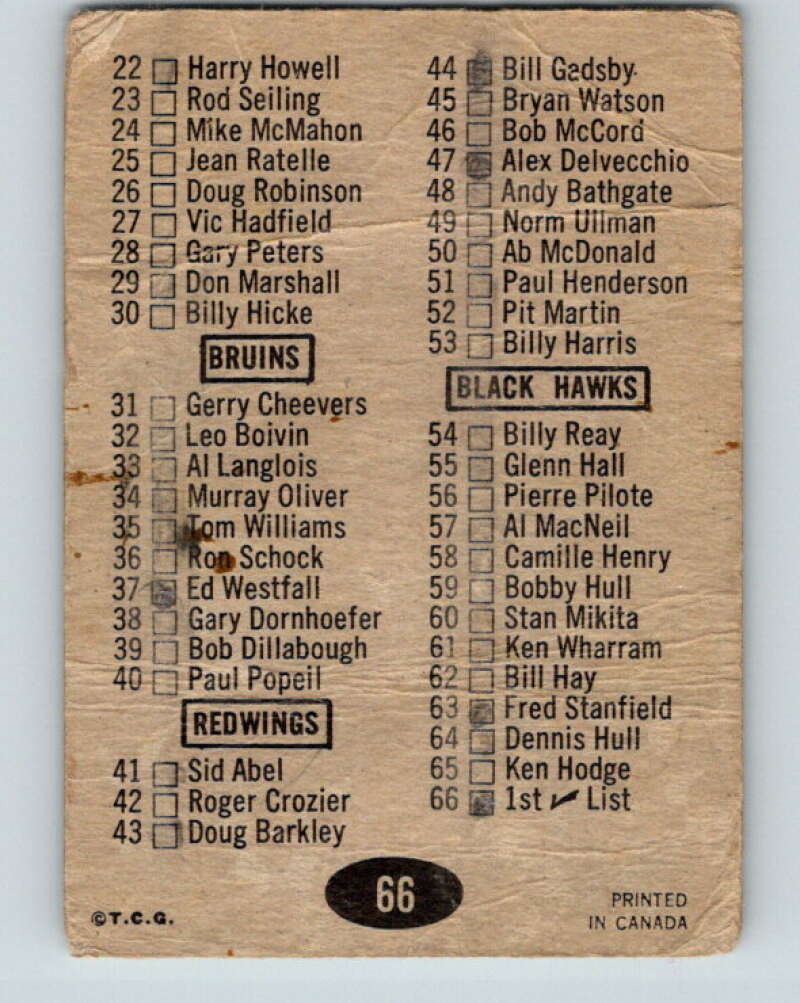 22 Harry Howell
23 Rod Seiling
24 Mike McMahon
25 Jean Ratelle
26 Doug Robinson
27 Vic Hadfield
28 Gary Peters
29 Don Marshall
30 Billy Hicke
BRUINS
31 Gerry Cheevers
32 Leo Boivin
33 Al Langlois
34 Murray Oliver
35 Tom Williams
36 Ron Schock
37 Ed Westfall
38 Gary Dornhoefer
39 Bob Dillabough
40 Paul Popeil
REDWINGS
41 Sid Abel
42 Roger Crozier
43 Doug Barkley
44 Bill Gadsby
45 Bryan Watson
46 Bob McCord
47 Alex Delvecchio
48 Andy Bathgate
49 Norm Ullman
50 Ab McDonald
51 Paul Henderson
52 Pit Martin
53 Billy Harris
BLACK HAWKS
54 Billy Reay
55 Glenn Hall
56 Pierre Pilote
57 Al MacNeil
58 Camille Henry
59 Bobby Hull
60 Stan Mikita
61 Ken Wharram
62 Bill Hay
63 Fred Stanfield
64 Dennis Hull
65 Ken Hodge
66 1st ✓ List
66
©T.C.G.
PRINTED
IN CANADA